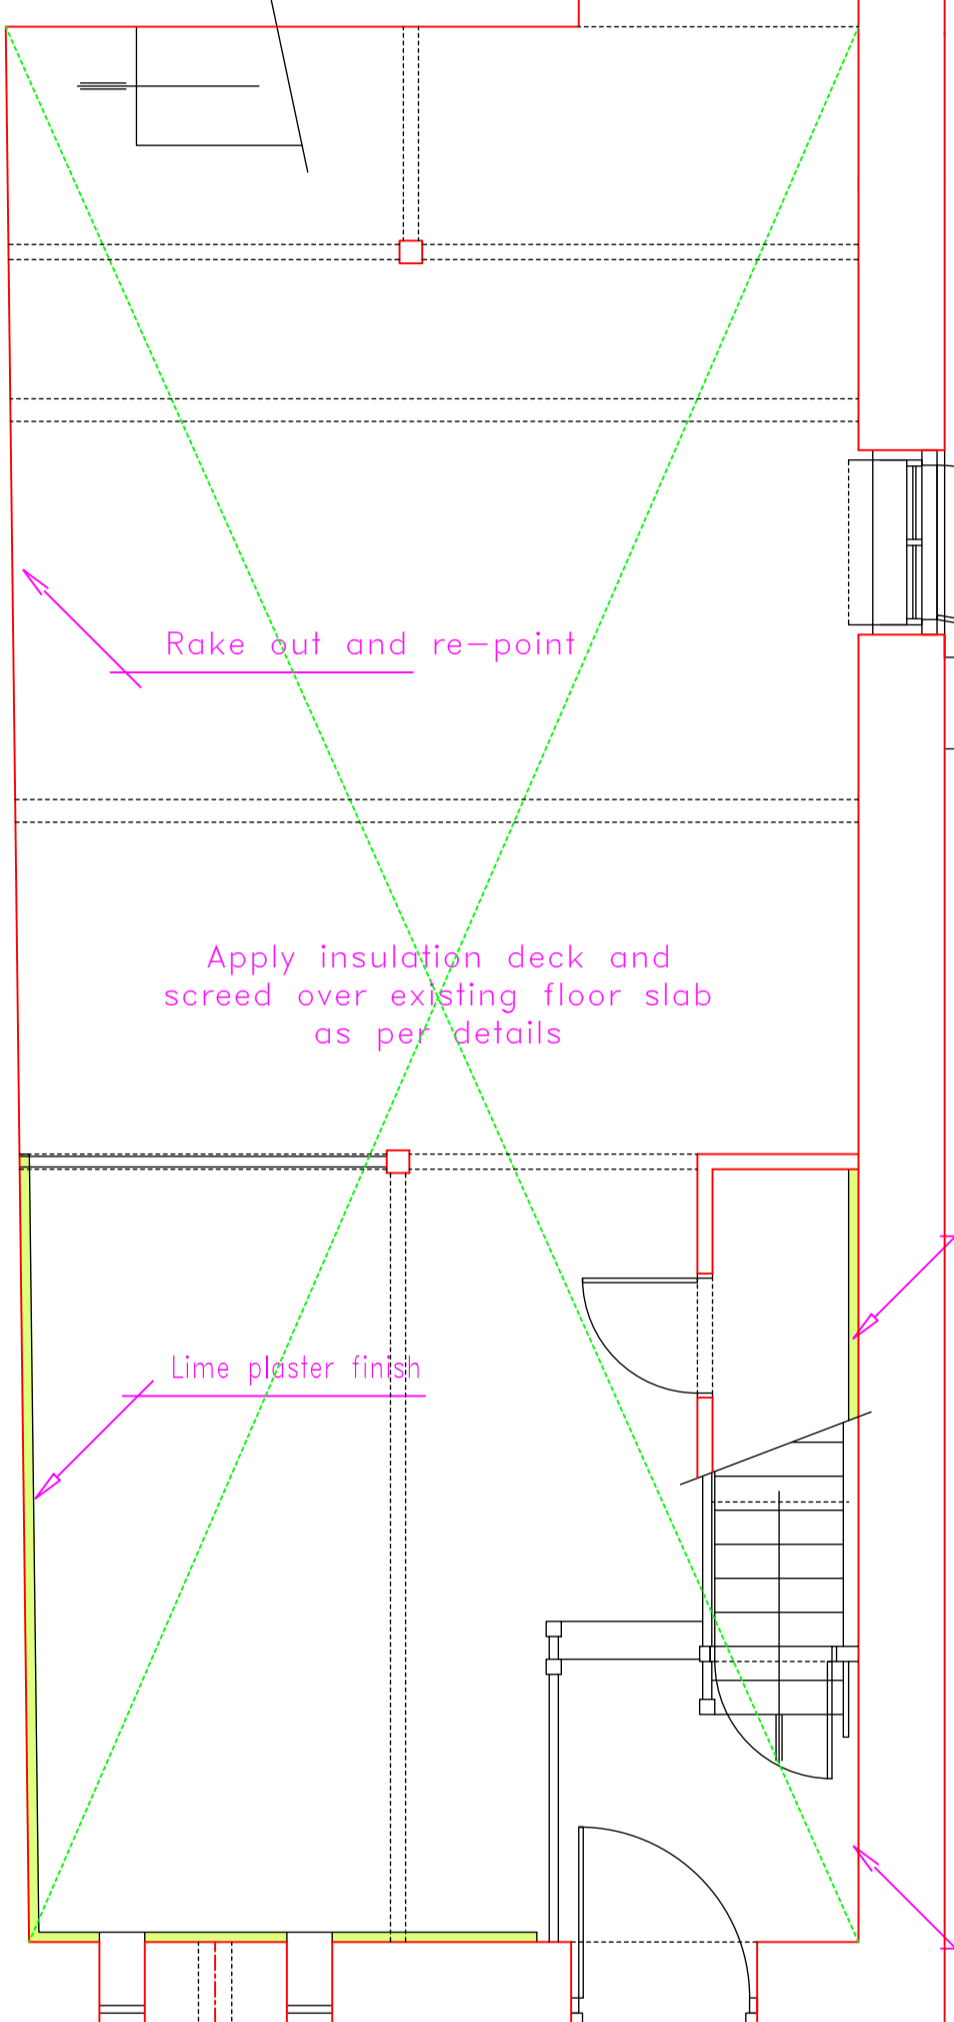 Rake out and re-point
Apply insulation deck and
screed over existing floor slab
as per details
Lime plaster finish